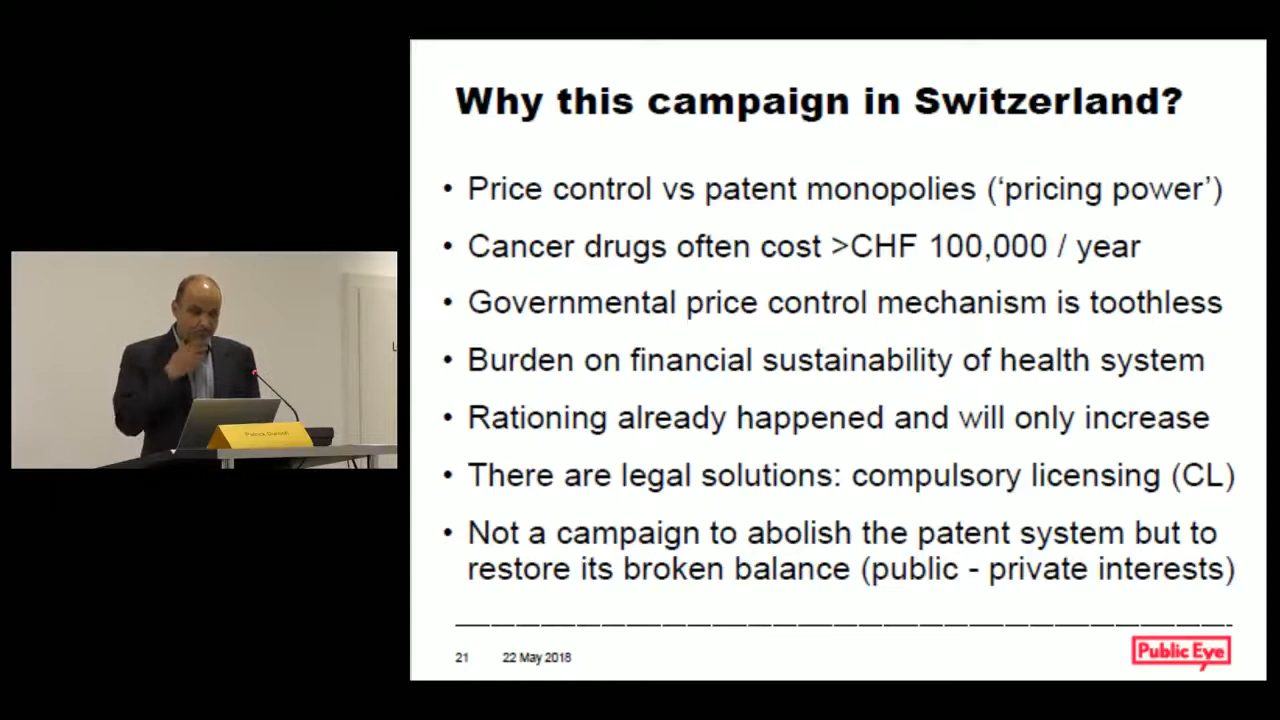 Why this campaign in Switzerland?
• Price control vs patent monopolies (‘pricing power’)
• Cancer drugs often cost >CHF 100,000 / year
• Governmental price control mechanism is toothless
• Burden on financial sustainability of health system
• Rationing already happened and will only increase
• There are legal solutions: compulsory licensing (CL)
• Not a campaign to abolish the patent system but to
restore its broken balance (public - private interests)
21 22 May 2018
Public Eye